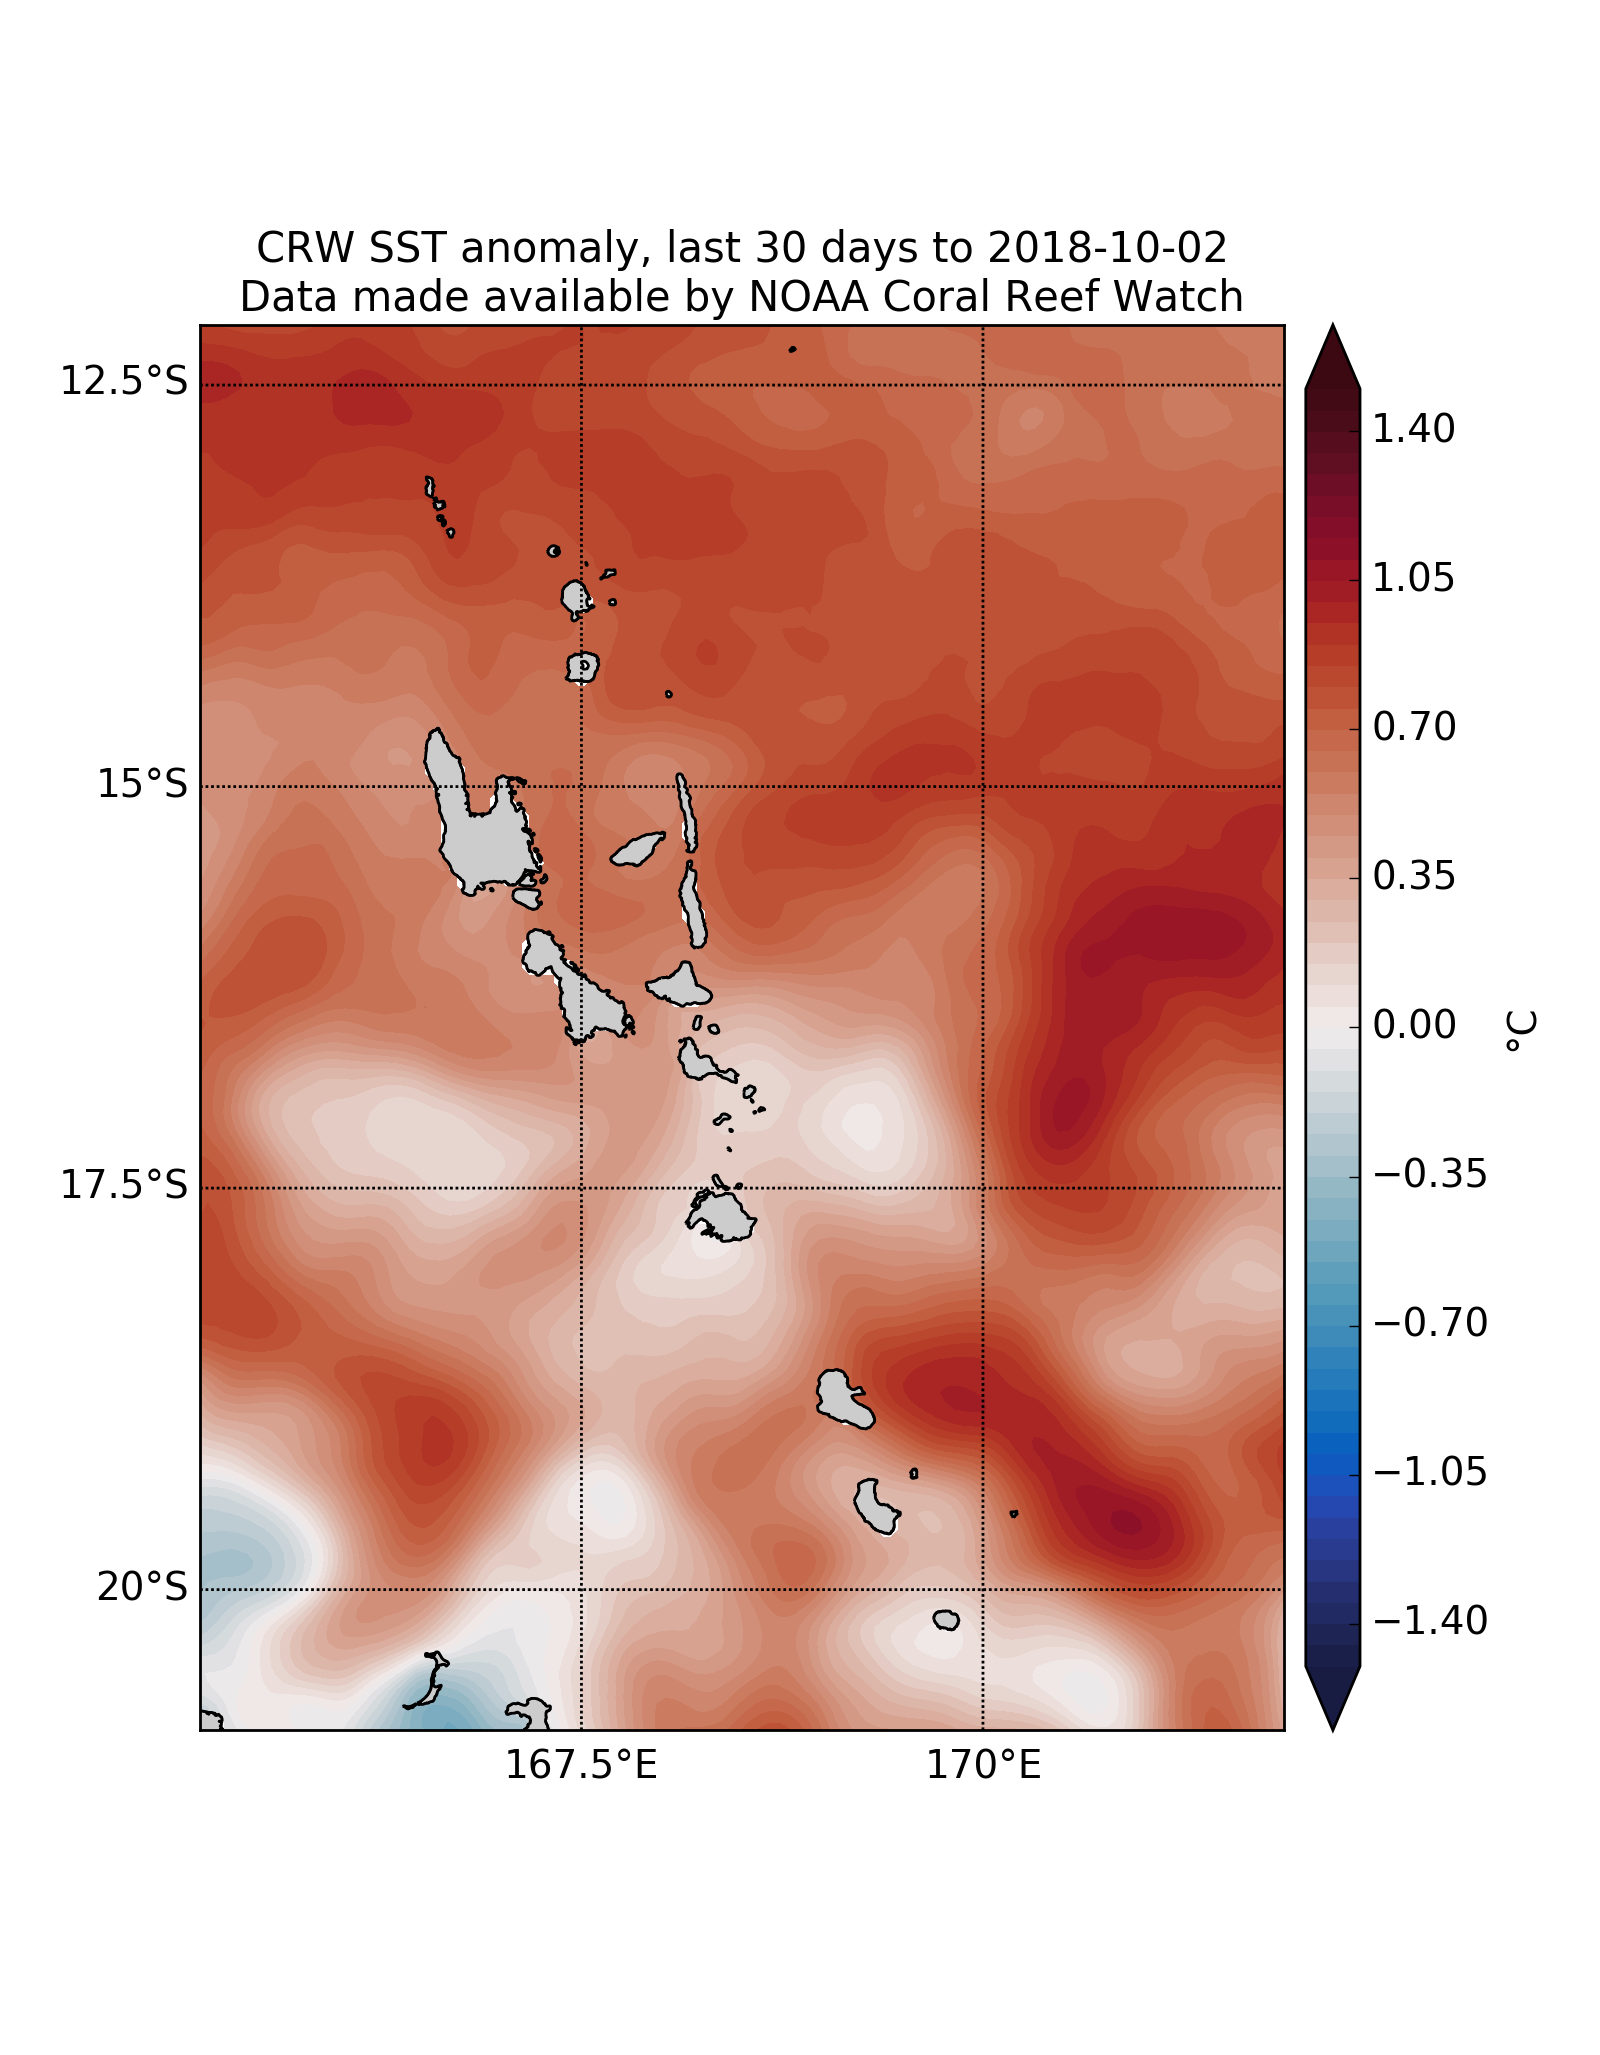 CRW SST anomaly, last 30 days to 2018-10-02
Data made available by NOAA Coral Reef Watch
12.5°S
15°S
17.5°S
20°S
167.5°E
170°E
1.40
1.05
0.70
0.35
0.00
−0.35
−0.70
−1.05
−1.40
°C